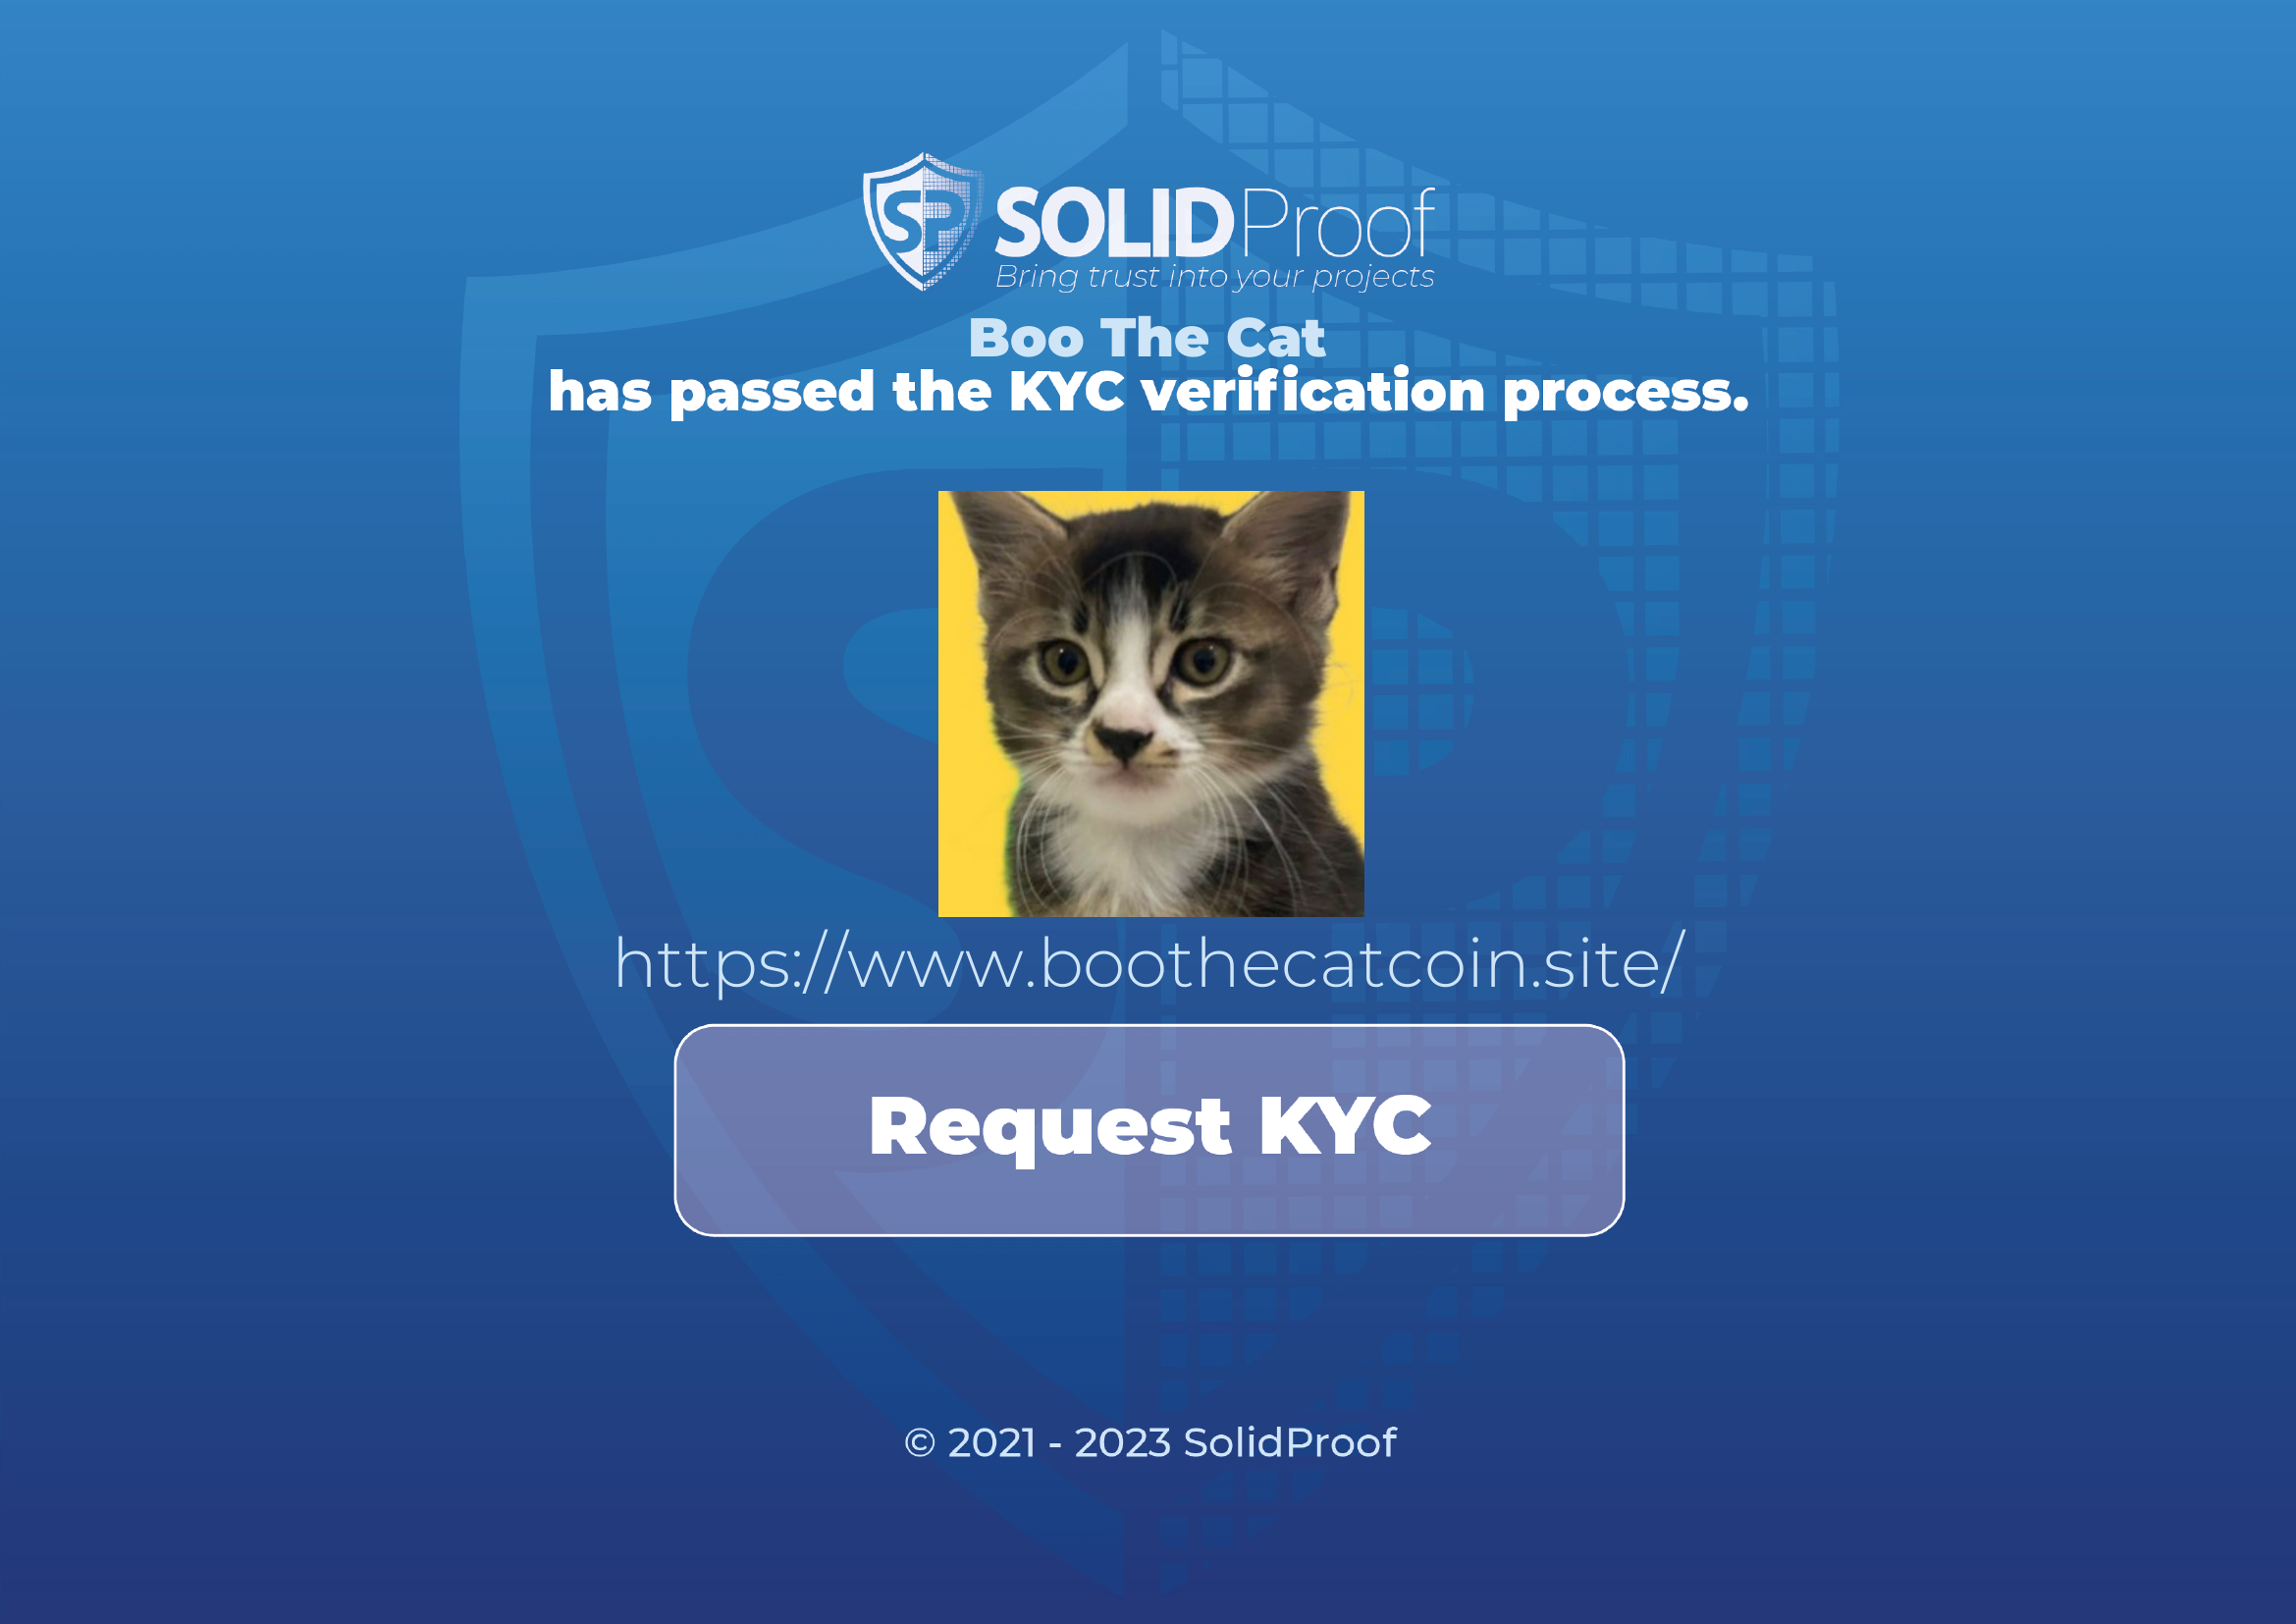 SP SOLIDProof
Bring trust into your projects
Boo The Cat
has passed the KYC verification process.
https://www.boothecatcoin.site/
Request KYC
© 2021 - 2023 SolidProof